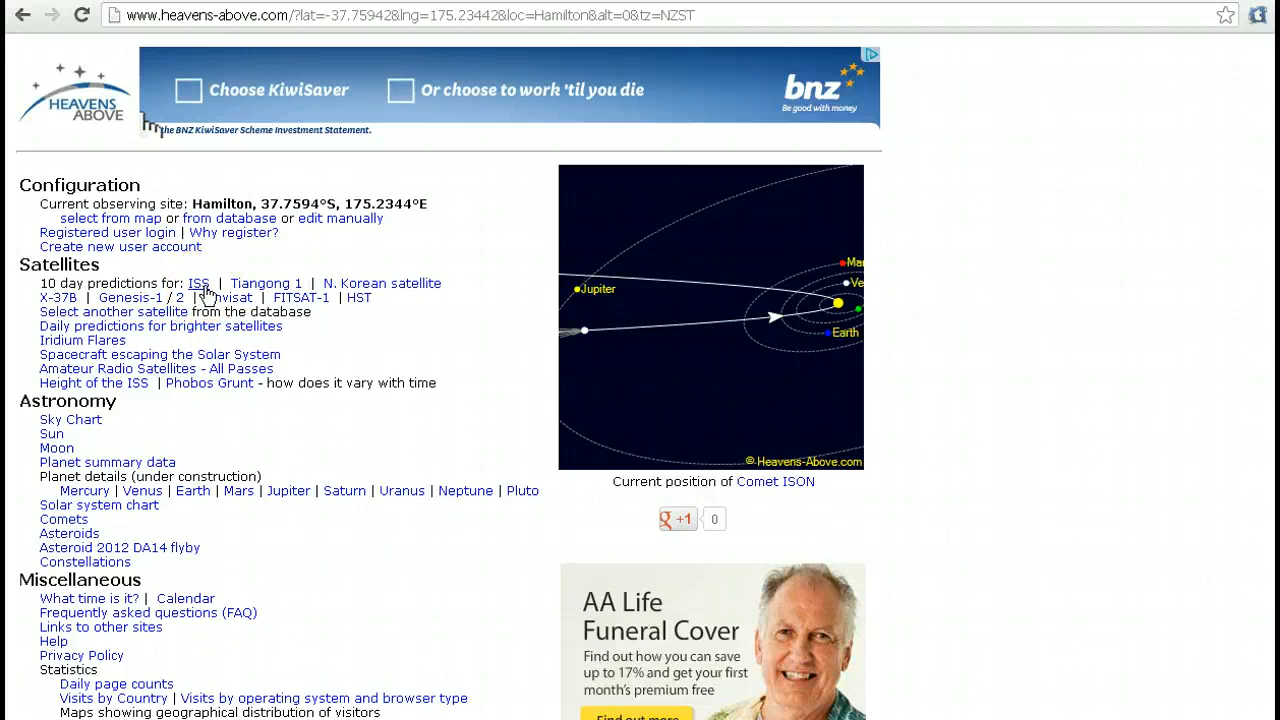 www.heavens-above.com/?lat=-37.75942&lng=175.23442&loc=Hamilton&alt=0&tz=NZST
HEAVENS
ABOVE
Choose KiwiSaver
Or choose to work 'til you die
bnz
Be good with money
the BNZ KiwiSaver Scheme Investment Statement.
Configuration
Current observing site: Hamilton, 37.7594°S, 175.2344°E
select from map or from database or edit manually
Registered user login | Why register?
Create new user account
Satellites
10 day predictions for: ISS | Tiangong 1 | N. Korean satellite
X-37B | Genesis-1 / 2 | Envisat | FITSAT-1 | HST
Select another satellite from the database
Daily predictions for brighter satellites
Iridium Flares
Spacecraft escaping the Solar System
Amateur Radio Satellites - All Passes
Height of the ISS | Phobos Grunt - how does it vary with time
Astronomy
Sky Chart
Sun
Moon
Planet summary data
Planet details (under construction)
Mercury | Venus | Earth | Mars | Jupiter | Saturn | Uranus | Neptune | Pluto
Solar system chart
Comets
Asteroids
Asteroid 2012 DA14 flyby
Constellations
Miscellaneous
What time is it? | Calendar
Frequently asked questions (FAQ)
Links to other sites
Help
Privacy Policy
Statistics
Daily page counts
Visits by Country | Visits by operating system and browser type
Maps showing geographical distribution of visitors
Mar
Ve
Jupiter
Earth
© Heavens-Above.com
Current position of Comet ISON
g +1 0
AA Life
Funeral Cover
Find out how you can save
up to 17% and get your first
month's premium free
Find out more